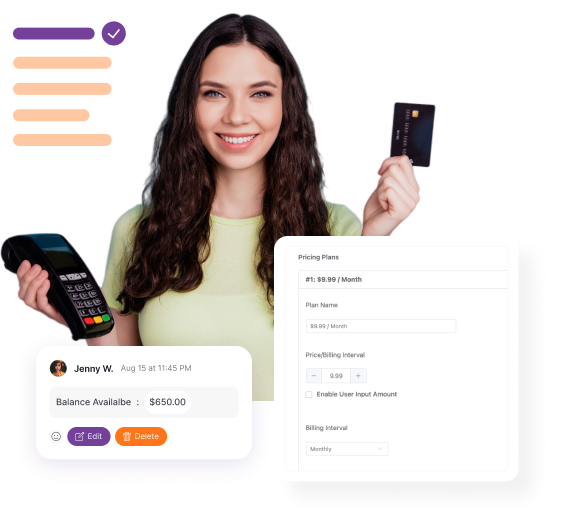 Pricing Plans
#1: $9.99 / Month
Plan Name
$9.99 / Month
Price/Billing Interval
− 9.99 +
Enable User Input Amount
Billing Interval
Monthly
Jenny W. Aug 15 at 11:45 PM
Balance Availalbe : $650.00
Edit Delete